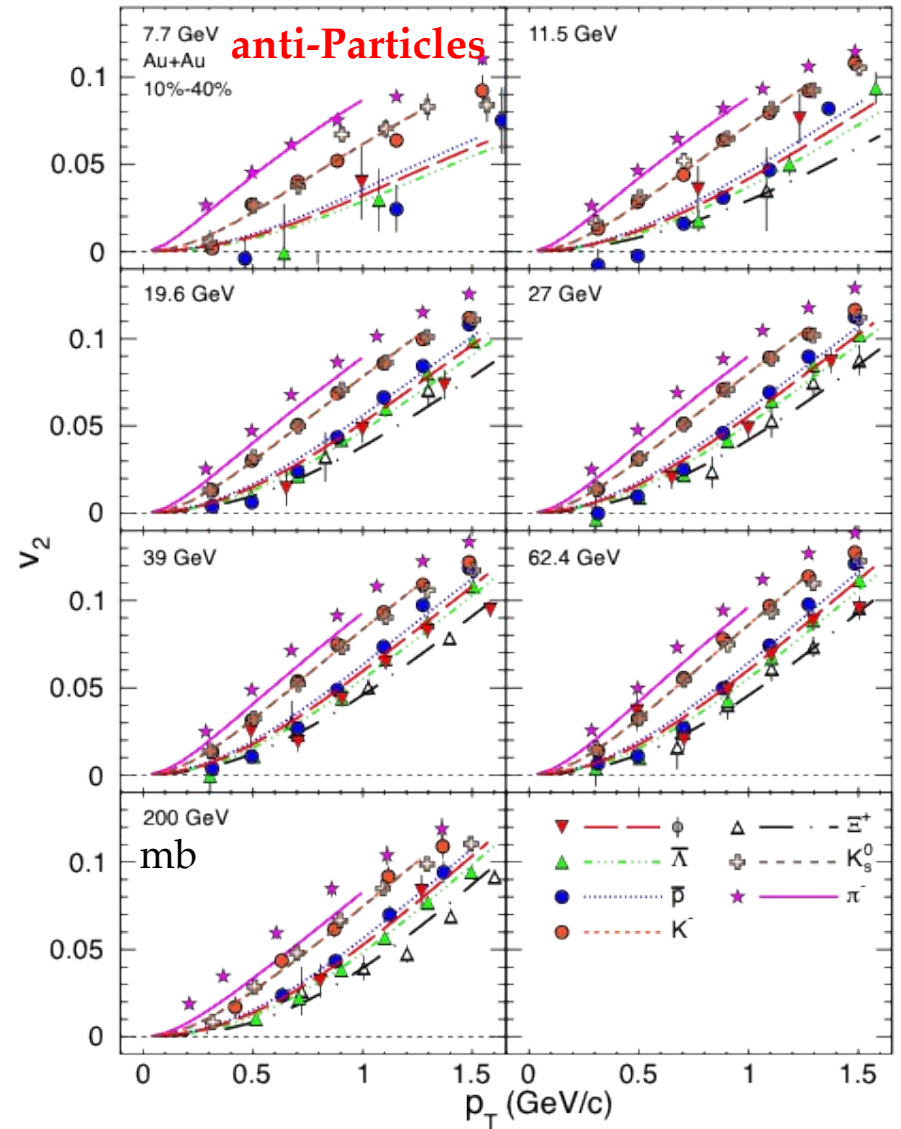 7.7 GeV
anti-Particles
Au+Au
10%-40%
11.5 GeV
0.1
0.05
0
19.6 GeV
27 GeV
0.1
0.05
0
v₂
39 GeV
62.4 GeV
0.1
0.05
0
200 GeV
mb
0.1
0.05
0
ϕ
Ξ̄⁺
Λ̄
K⁰ₛ
p̄
π⁻
K⁻
0 0.5 1 1.5 0 0.5 1 1.5
p_T (GeV/c)